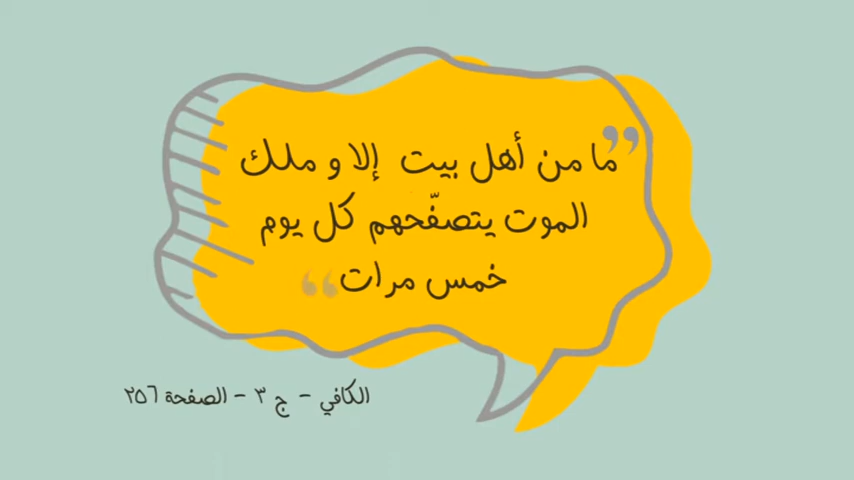 ما من أهل بيت إلا و ملك
الموت يتصفّحهم كل يوم
خمس مرات
الكافي - ج ٣ - الصفحة ٢٥٦